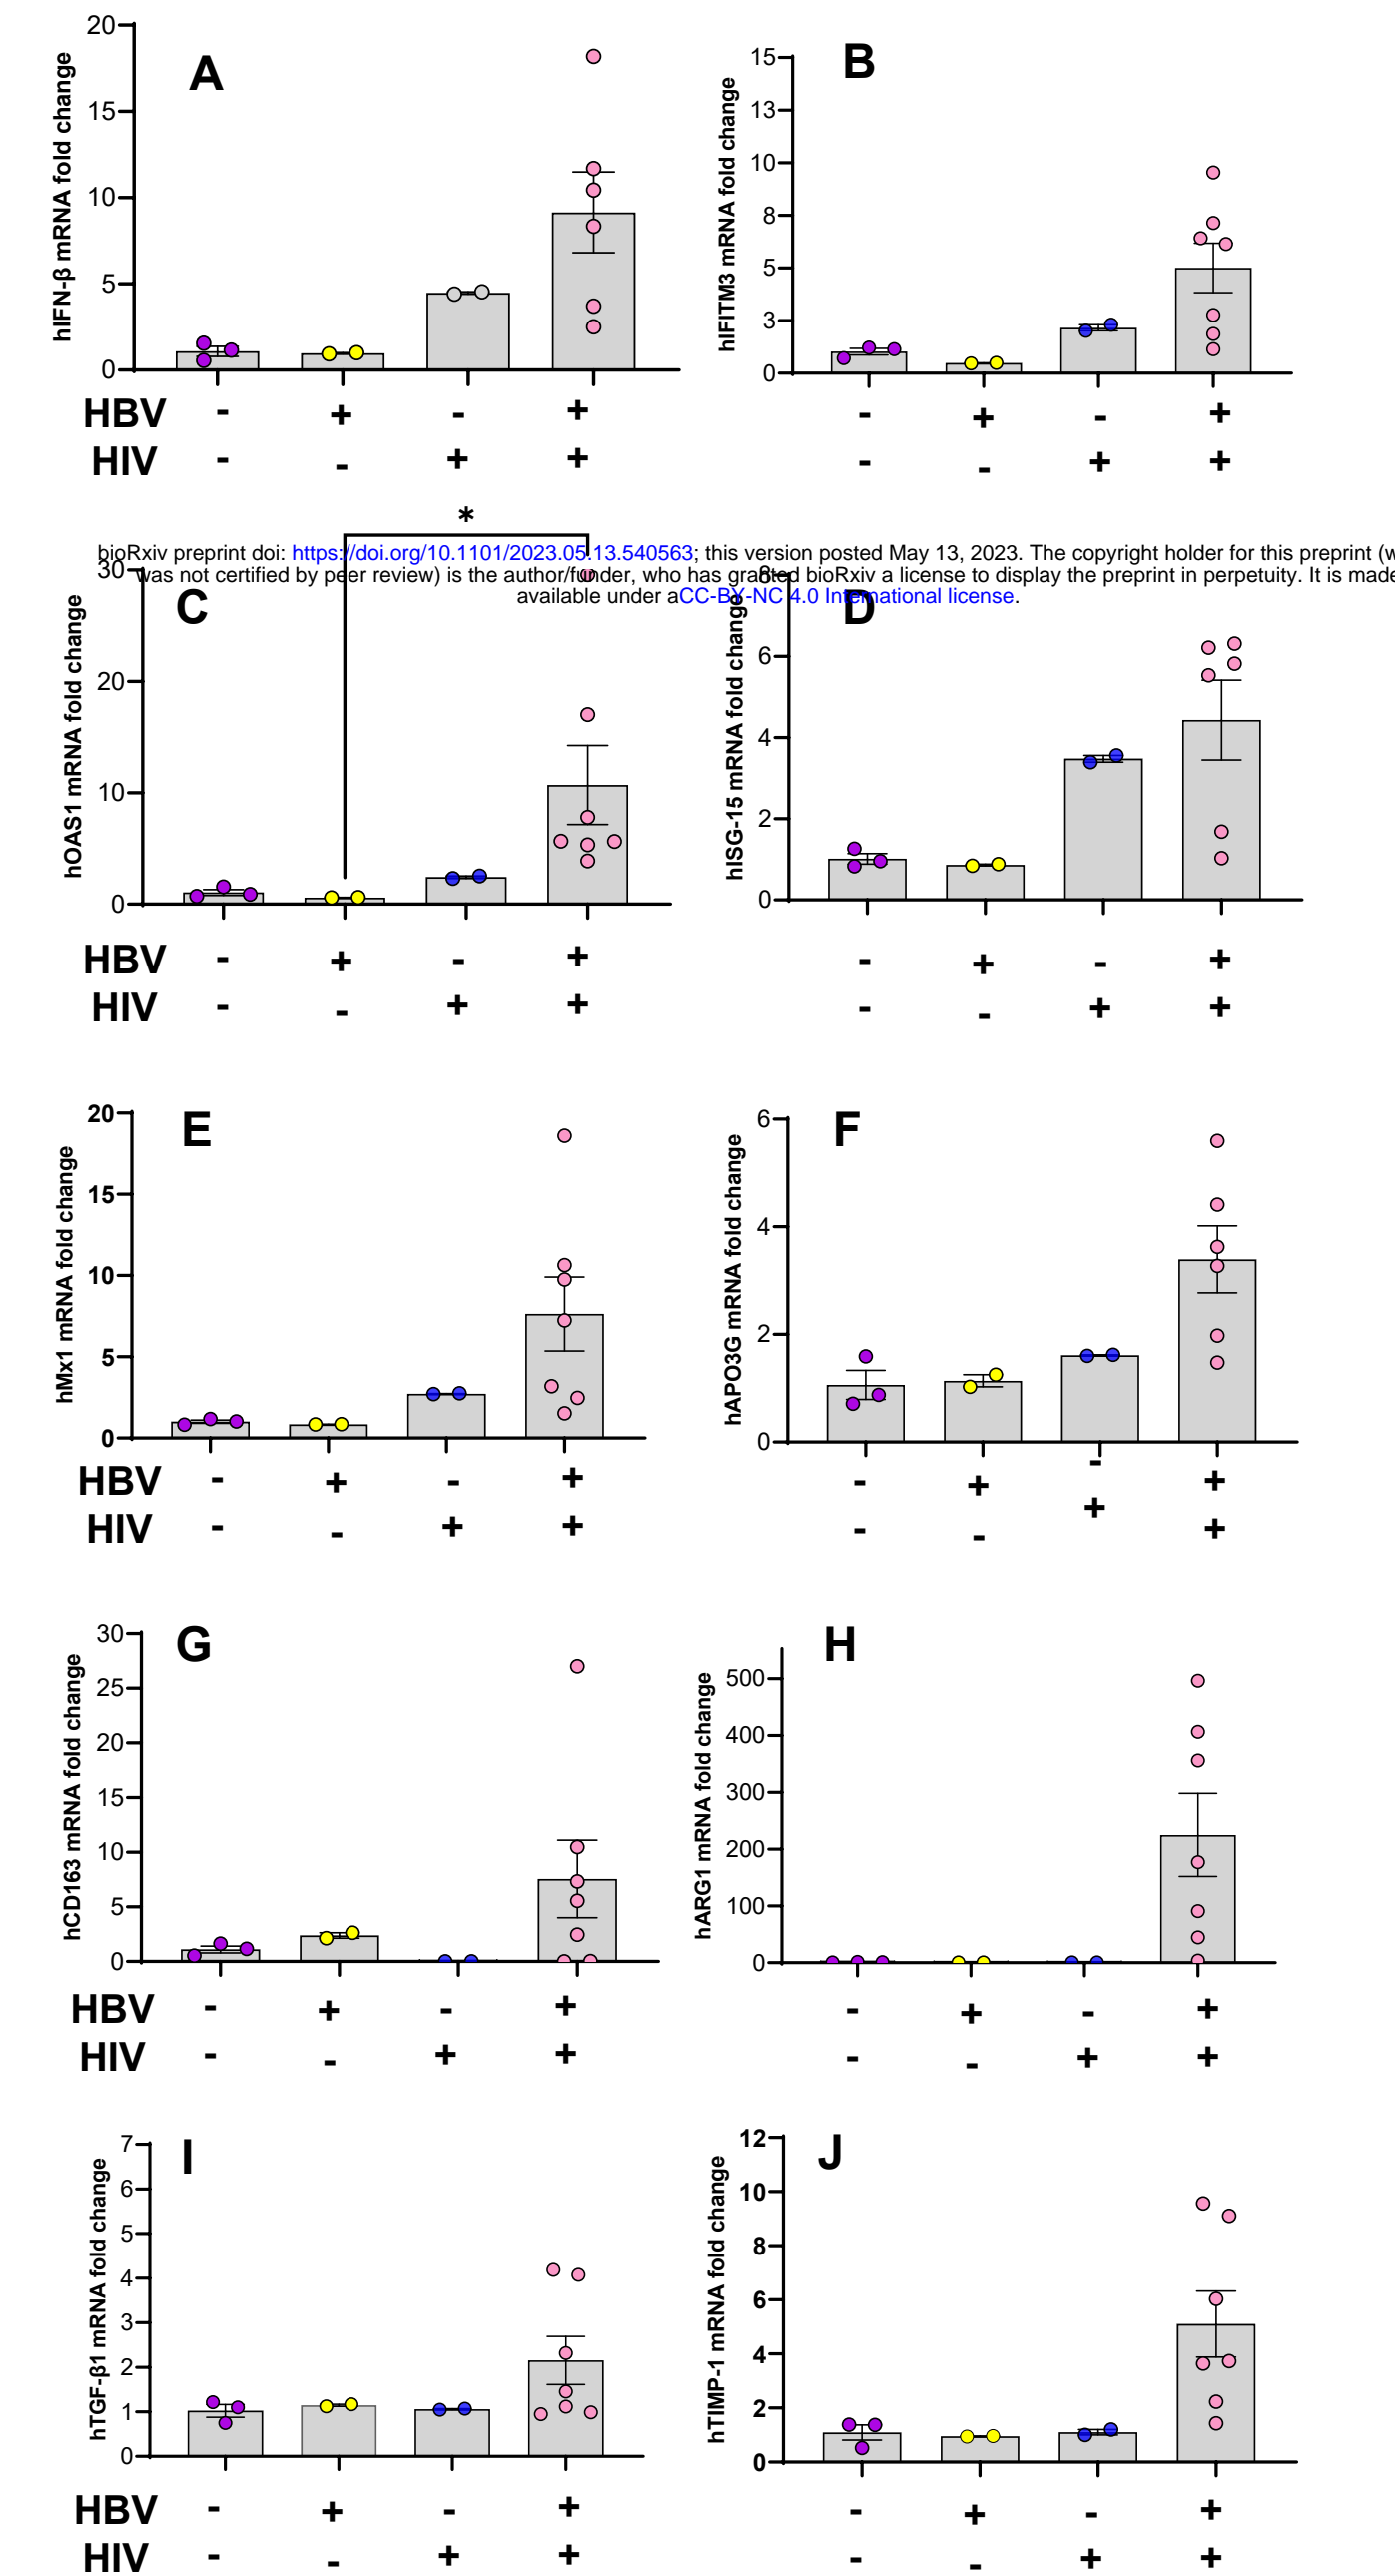 A
hIFN-β mRNA fold change
20
15
10
5
0
HBV - + - +
HIV - - + +
B
hIFITM3 mRNA fold change
15
13
10
8
5
3
0
- + - +
- - + +
*
bioRxiv preprint doi: https://doi.org/10.1101/2023.05.13.540563; this version posted May 13, 2023. The copyright holder for this preprint (w
was not certified by peer review) is the author/funder, who has granted bioRxiv a license to display the preprint in perpetuity. It is made
available under aCC-BY-NC 4.0 International license.
C
hOAS1 mRNA fold change
30
20
10
0
HBV - + - +
HIV - - + +
D
hISG-15 mRNA fold change
8
6
4
2
0
- + - +
- - + +
E
hMx1 mRNA fold change
20
15
10
5
0
HBV - + - +
HIV - - + +
F
hAPO3G mRNA fold change
6
4
2
0
- + - +
- - + +
G
hCD163 mRNA fold change
30
25
20
15
10
5
0
HBV - + - +
HIV - - + +
H
hARG1 mRNA fold change
500
400
300
200
100
0
- + - +
- - + +
I
hTGF-β1 mRNA fold change
7
6
5
4
3
2
1
0
HBV - + - +
HIV - - + +
J
hTIMP-1 mRNA fold change
12
10
8
6
4
2
0
- + - +
- - + +